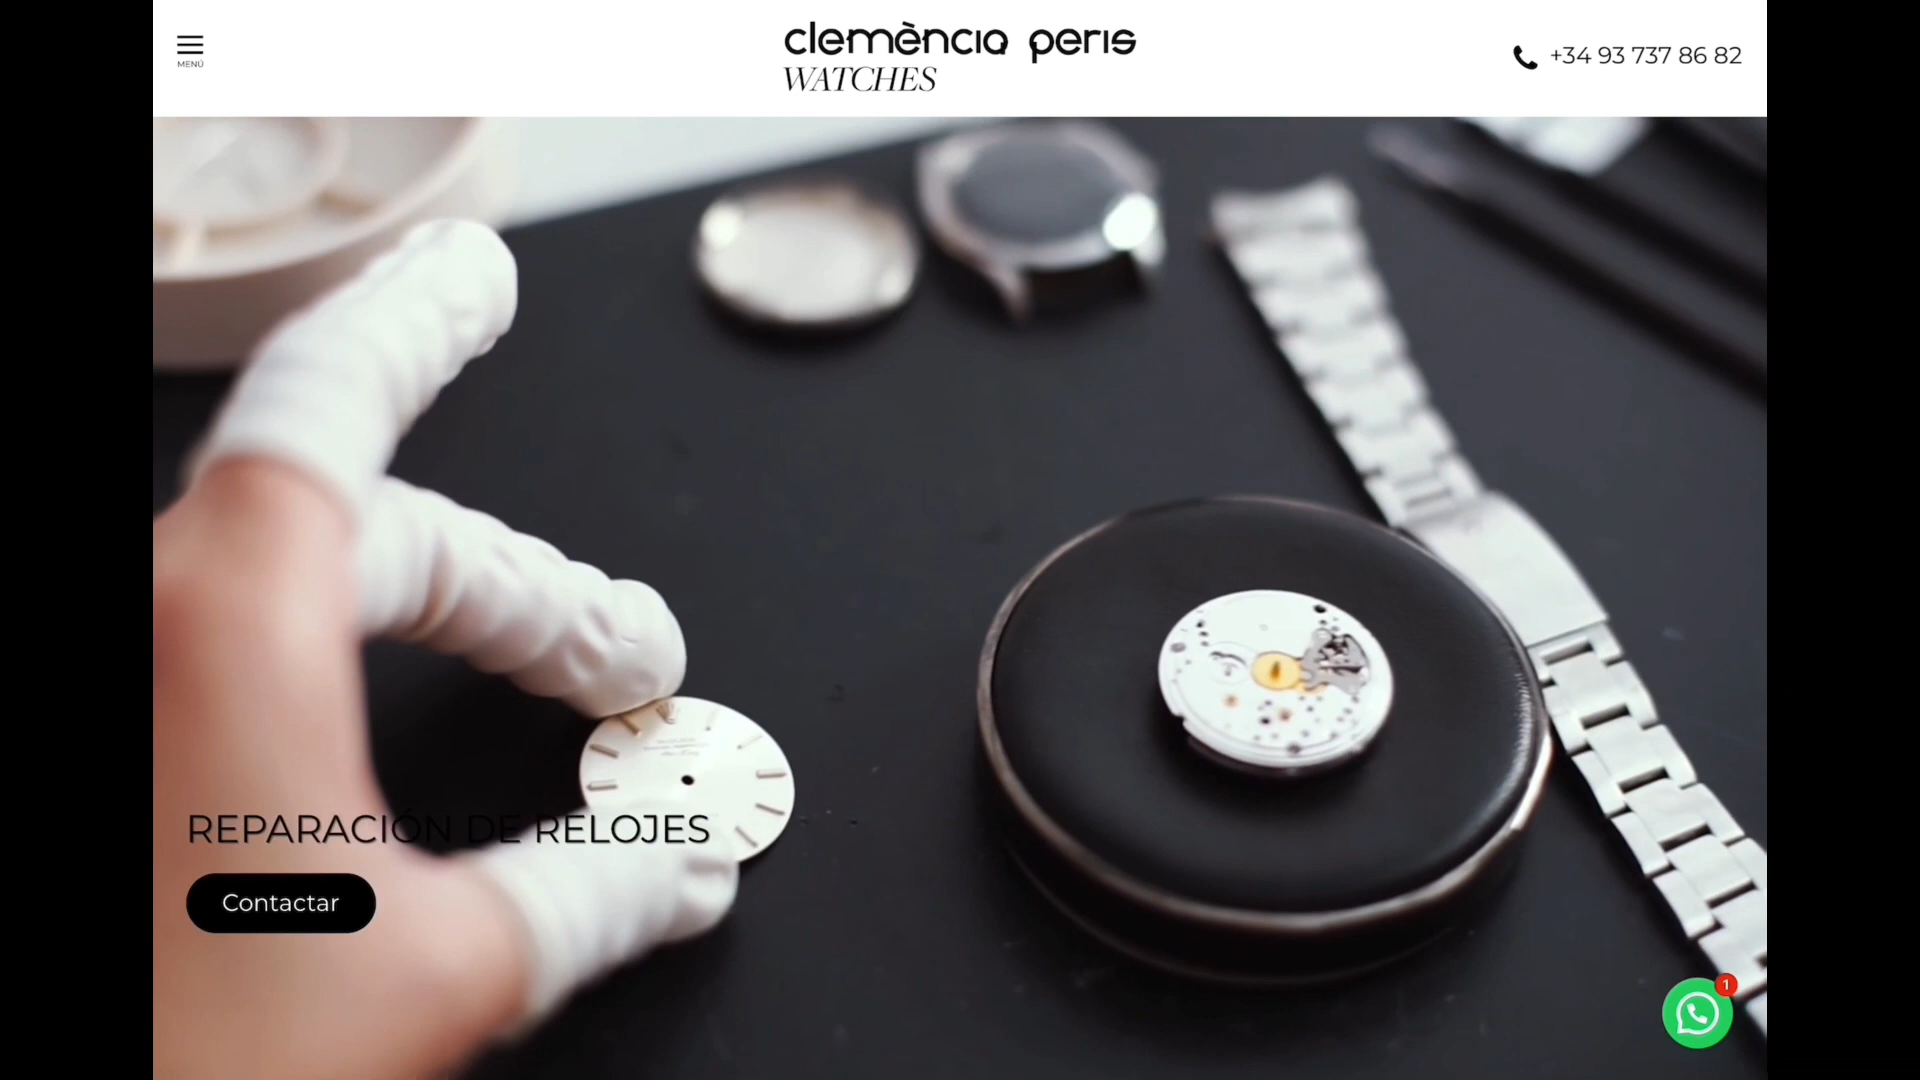 MENÚ
clemència peris
WATCHES
+34 93 737 86 82
REPARACIÓN DE RELOJES
Contactar
1